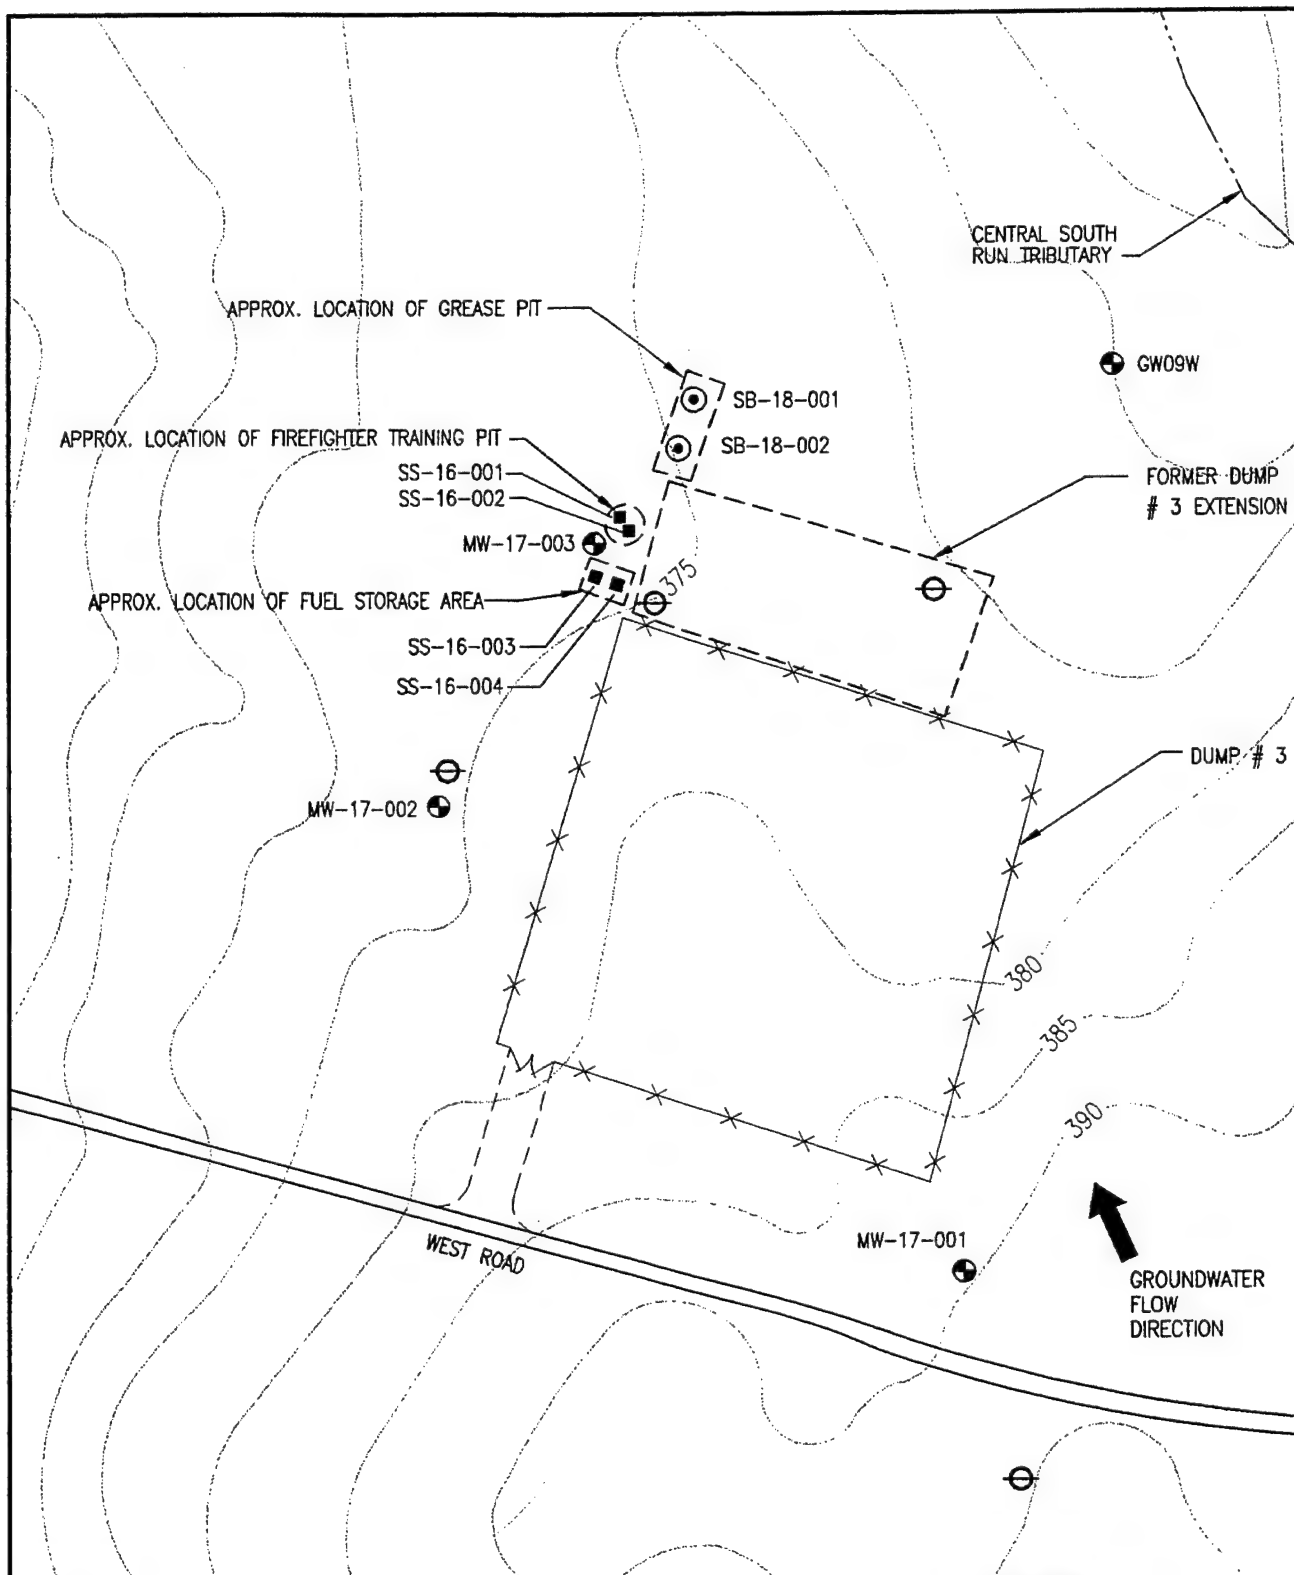 CENTRAL SOUTH
RUN TRIBUTARY
APPROX. LOCATION OF GREASE PIT
GW09W
SB-18-001
APPROX. LOCATION OF FIREFIGHTER TRAINING PIT
SB-18-002
SS-16-001
SS-16-002
FORMER DUMP
# 3 EXTENSION
MW-17-003
375
APPROX. LOCATION OF FUEL STORAGE AREA
SS-16-003
SS-16-004
DUMP # 3
MW-17-002
380
385
390
MW-17-001
WEST ROAD
GROUNDWATER
FLOW
DIRECTION